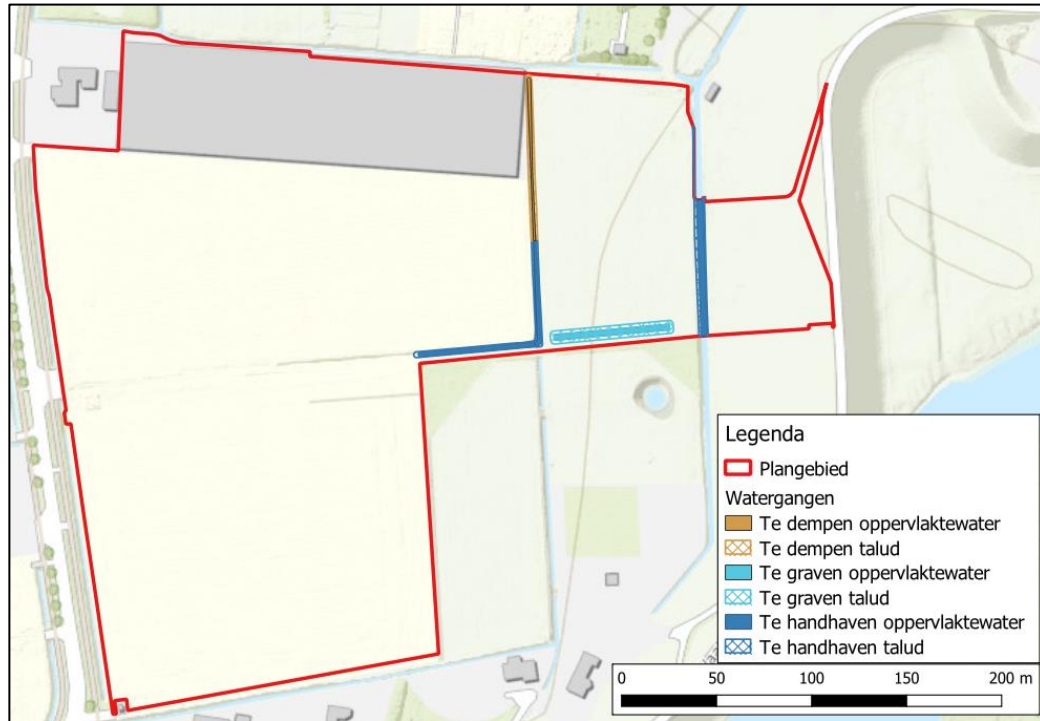 Legenda
Plangebied
Watergangen
Te dempen oppervlaktewater
Te dempen talud
Te graven oppervlaktewater
Te graven talud
Te handhaven oppervlaktewater
Te handhaven talud
0 50 100 150 200 m